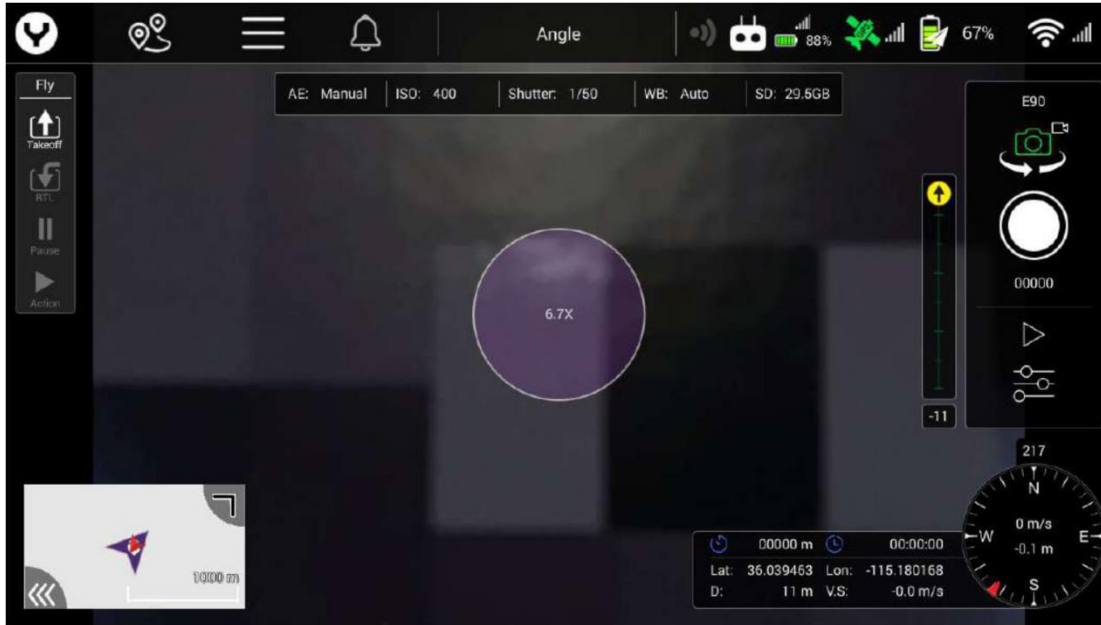 Angle
88%
67%
Fly
Takeoff
RTL
Pause
Action
AE: Manual ISO: 400 Shutter: 1/50 WB: Auto SD: 29.5GB
E90
00000
6.7X
-11
217
N
W E
S
0 m/s
-0.1 m
1000 m
00000 m 00:00:00
Lat: 36.039463 Lon: -115.180168
D: 11 m V.S: -0.0 m/s